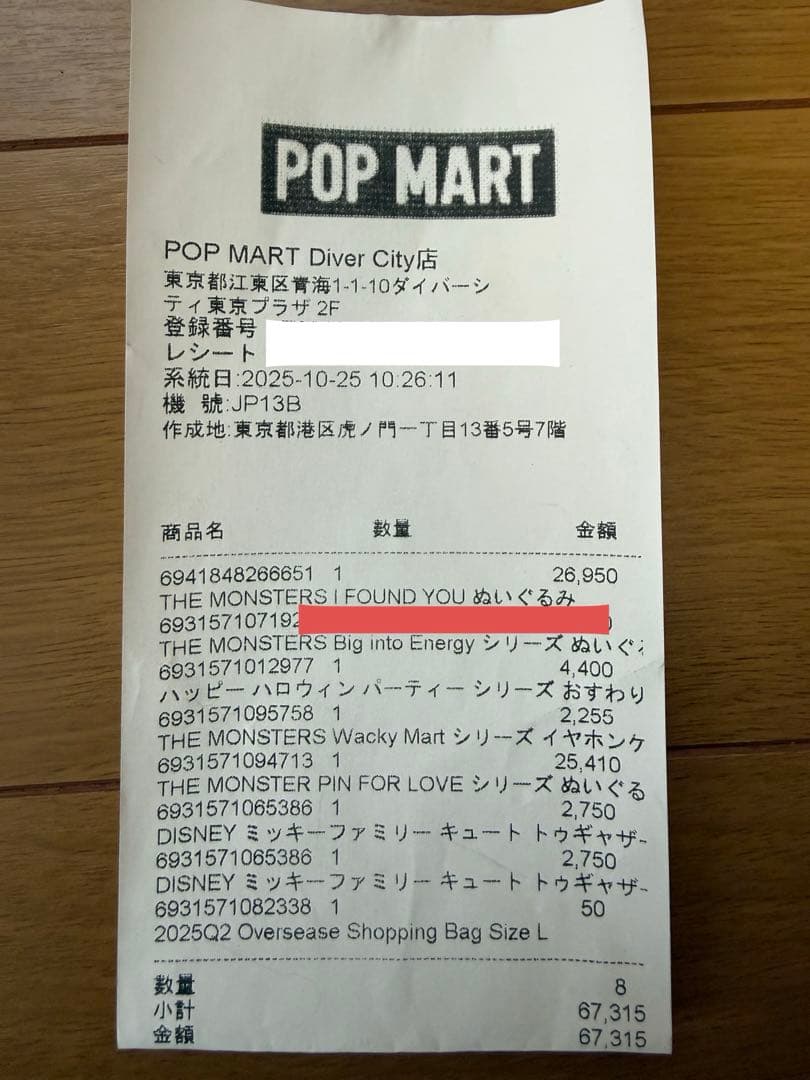 POP MART
POP MART Diver City店
東京都江東区青海1-1-10ダイバーシ
ティ東京プラザ 2F
登録番号
レシート
系統日:2025-10-25 10:26:11
機 號:JP13B
作成地:東京都港区虎ノ門一丁目13番5号7階
商品名 數量 金額
6941848266651 1 26,950
THE MONSTERS I FOUND YOU ぬいぐるみ
693157107192
THE MONSTERS Big into Energy シリーズ ぬいぐ
6931571012977 1 4,400
ハッピー ハロウィン パーティー シリーズ おすわり
6931571095758 1 2,255
THE MONSTERS Wacky Mart シリーズ イヤホンケ
6931571094713 1 25,410
THE MONSTER PIN FOR LOVE シリーズ ぬいぐる
6931571065386 1 2,750
DISNEY ミッキーファミリー キュート トゥギャザー
6931571065386 1 2,750
DISNEY ミッキーファミリー キュート トゥギャザー
6931571082338 1 50
2025Q2 Oversease Shopping Bag Size L
数量 8
小計 67,315
金額 67,315